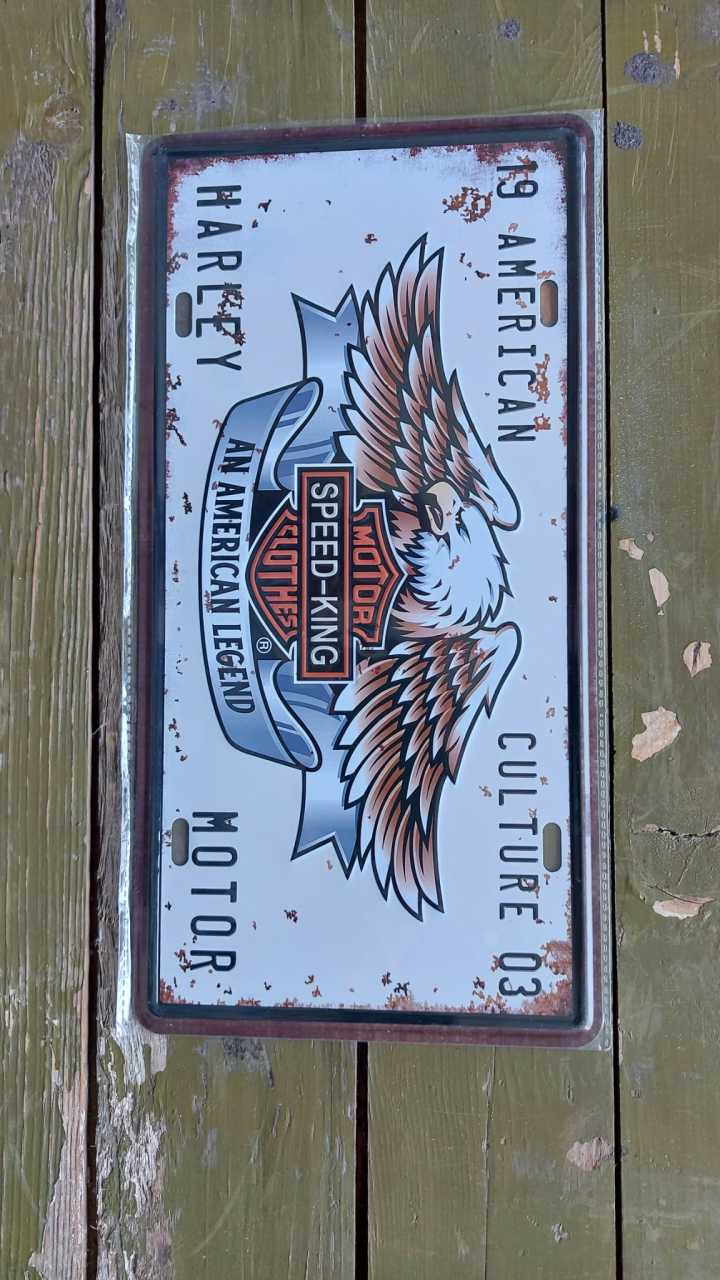 19 AMERICAN CULTURE 03
MOTOR
SPEED-KING
CLOTHES
®
AN AMERICAN LEGEND
HARLEY MOTOR